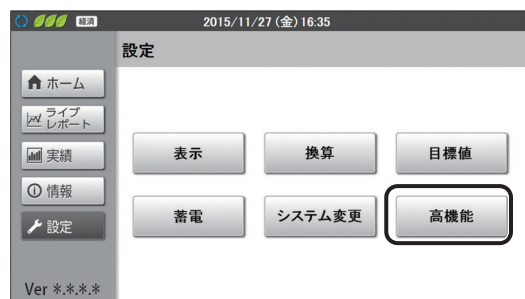 経済 2015/11/27 (金) 16:35
設定
ホーム
ライブ
レポート
実績
情報
設定
表示 換算 目標値
蓄電 システム変更 高機能
Ver *.*.*.*